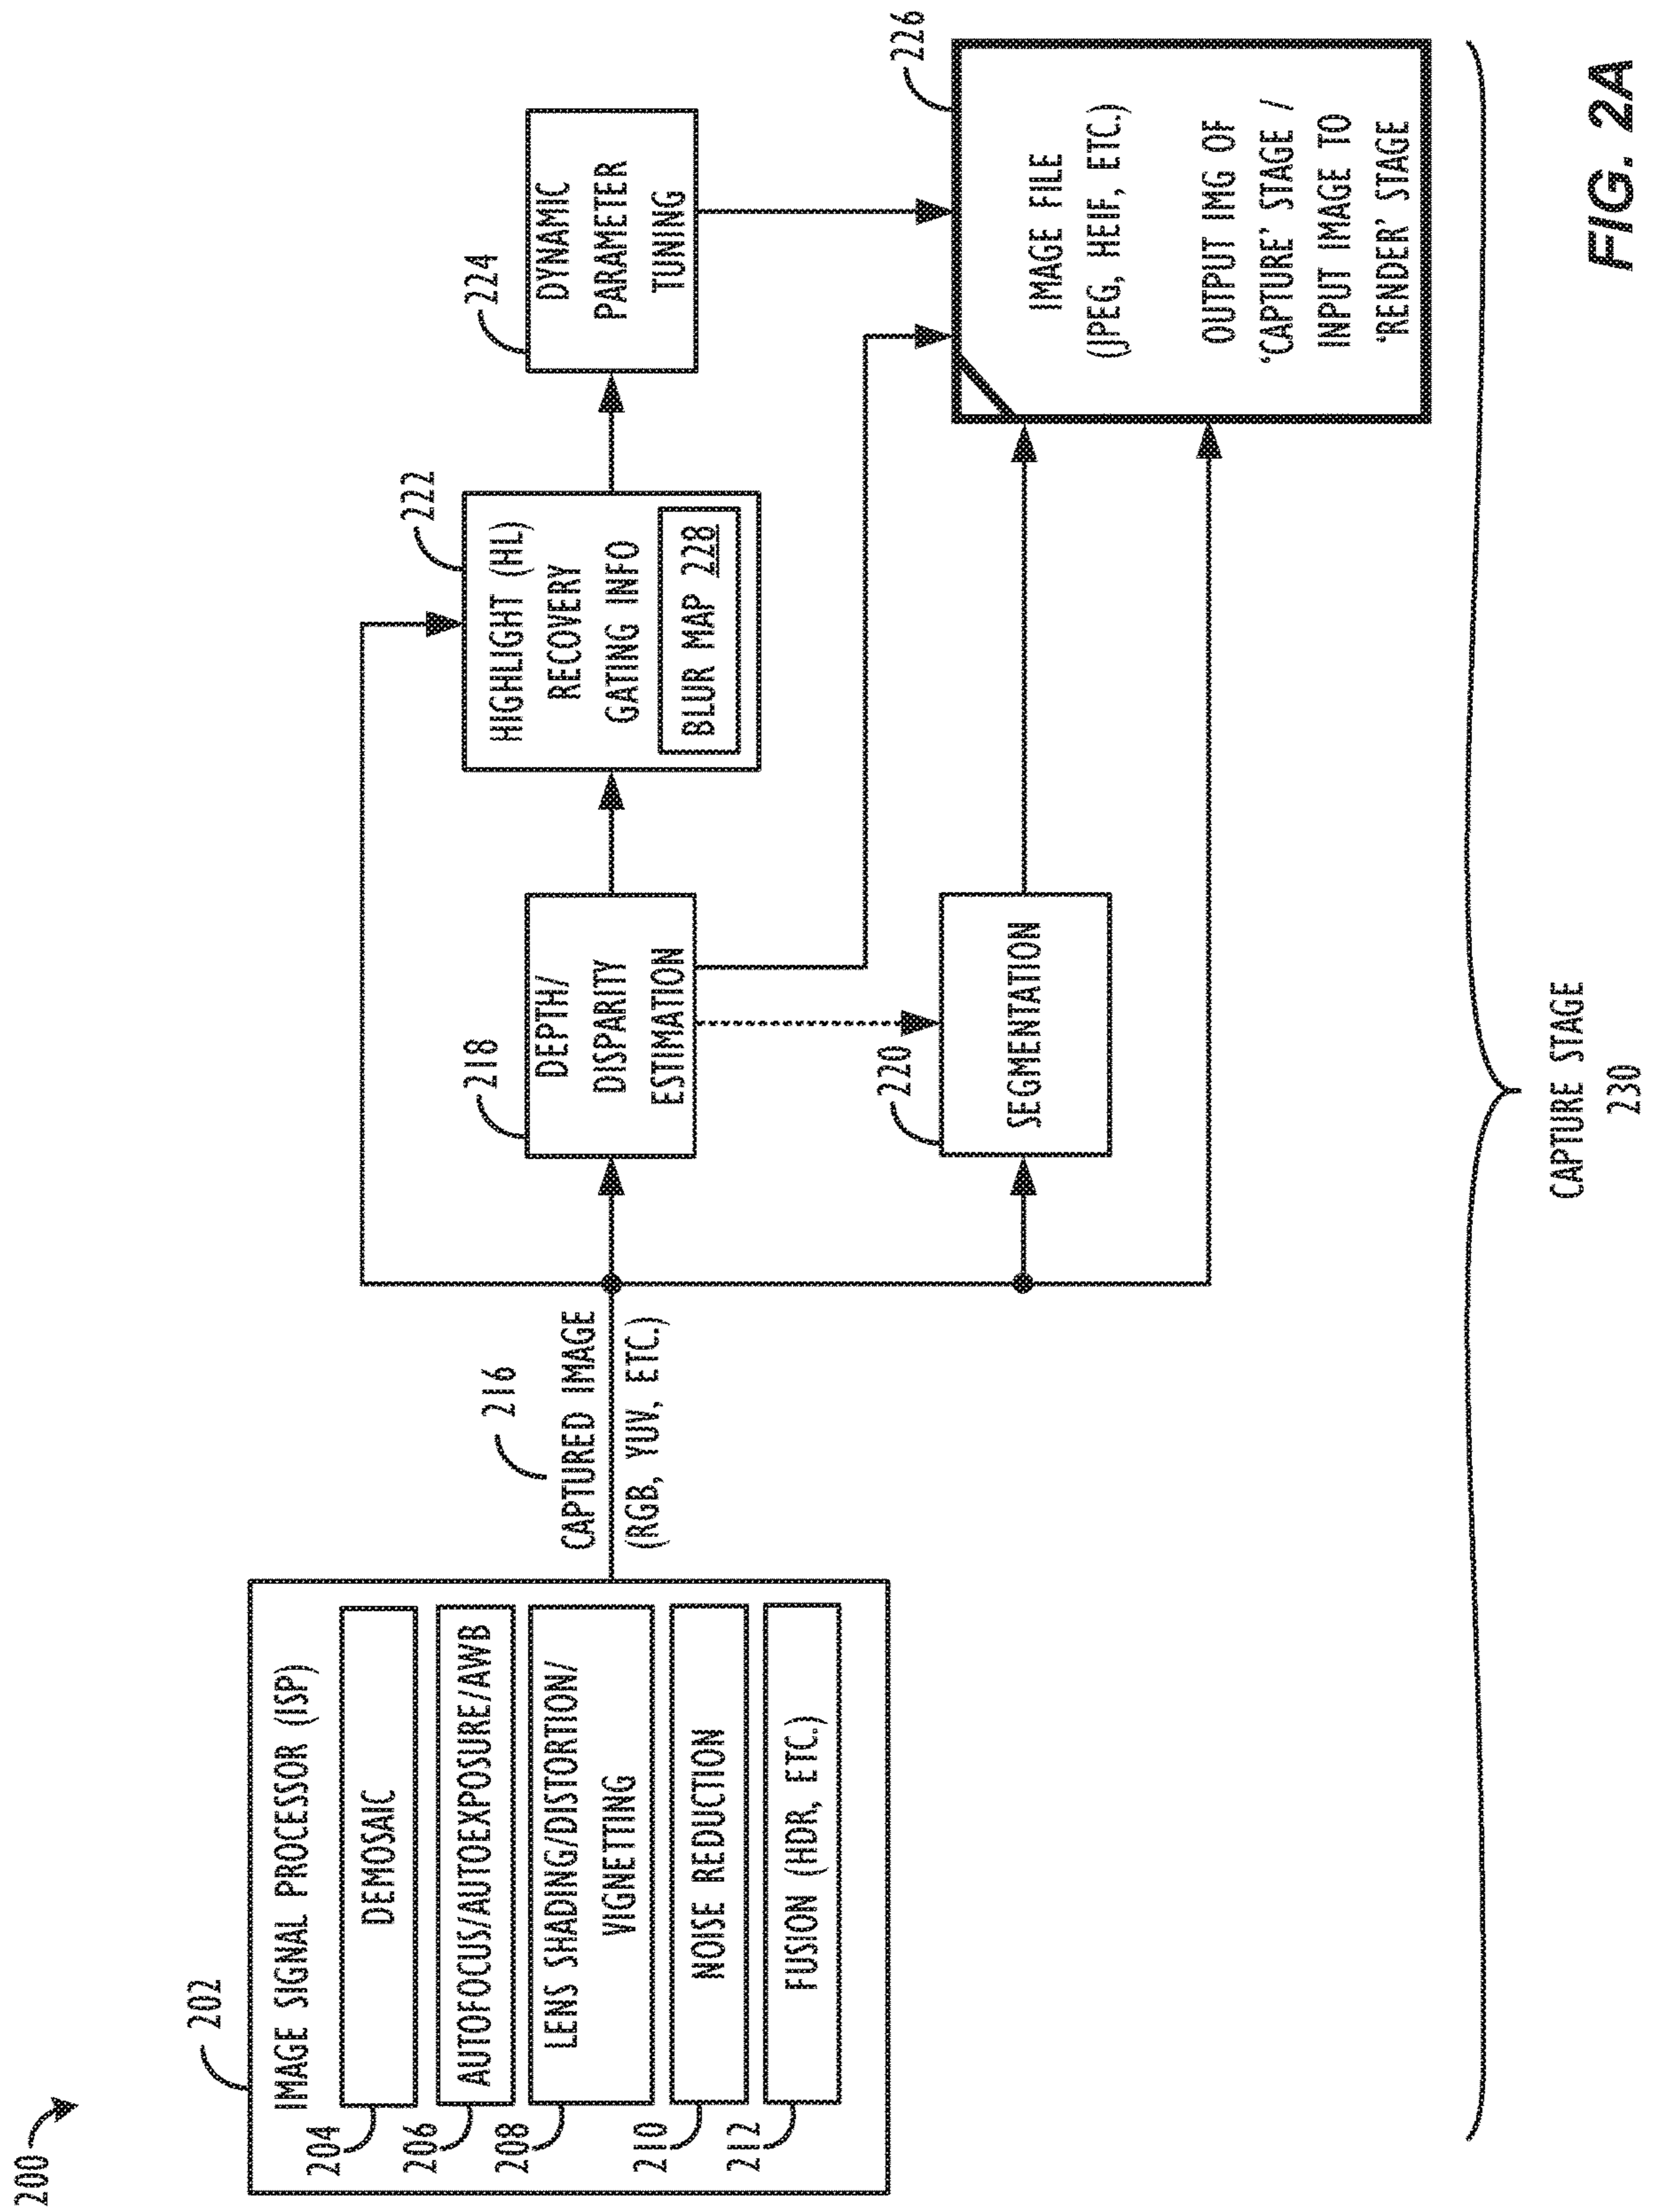 200
202
IMAGE SIGNAL PROCESSOR (ISP)
204
DEMOSAIC
206
AUTOFOCUS/AUTOEXPOSURE/AWB
208
LENS SHADING/DISTORTION/
VIGNETTING
210
NOISE REDUCTION
212
FUSION (HDR, ETC.)
216
CAPTURED IMAGE
(RGB, YUV, ETC.)
218
DEPTH/
DISPARITY
ESTIMATION
220
SEGMENTATION
222
HIGHLIGHT (HL)
RECOVERY
GATING INFO
BLUR MAP 228
224
DYNAMIC
PARAMETER
TUNING
226
IMAGE FILE
(JPEG, HEIF, ETC.)
OUTPUT IMG OF
‘CAPTURE’ STAGE /
INPUT IMAGE TO
‘RENDER’ STAGE
CAPTURE STAGE
230
FIG. 2A